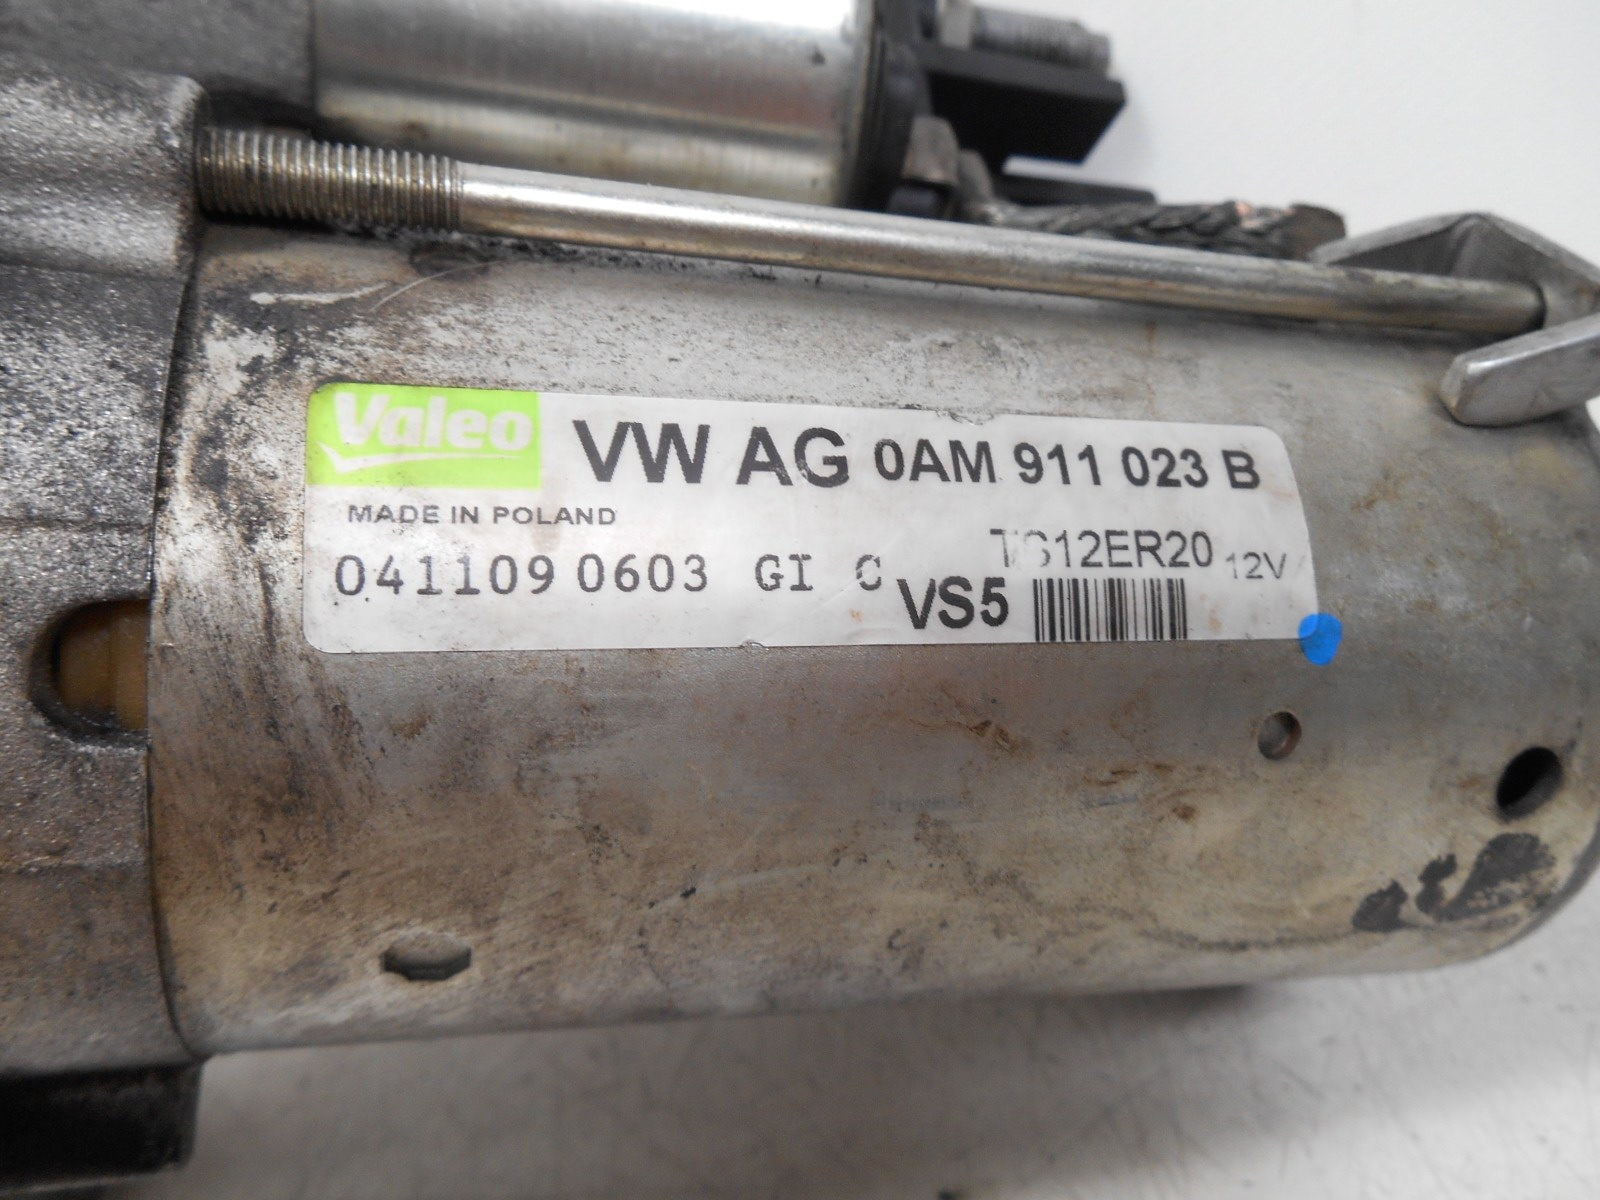 Valeo
VW AG 0AM 911 023 B
MADE IN POLAND
TS12ER20 12V
041109 0603 GI C
VS5